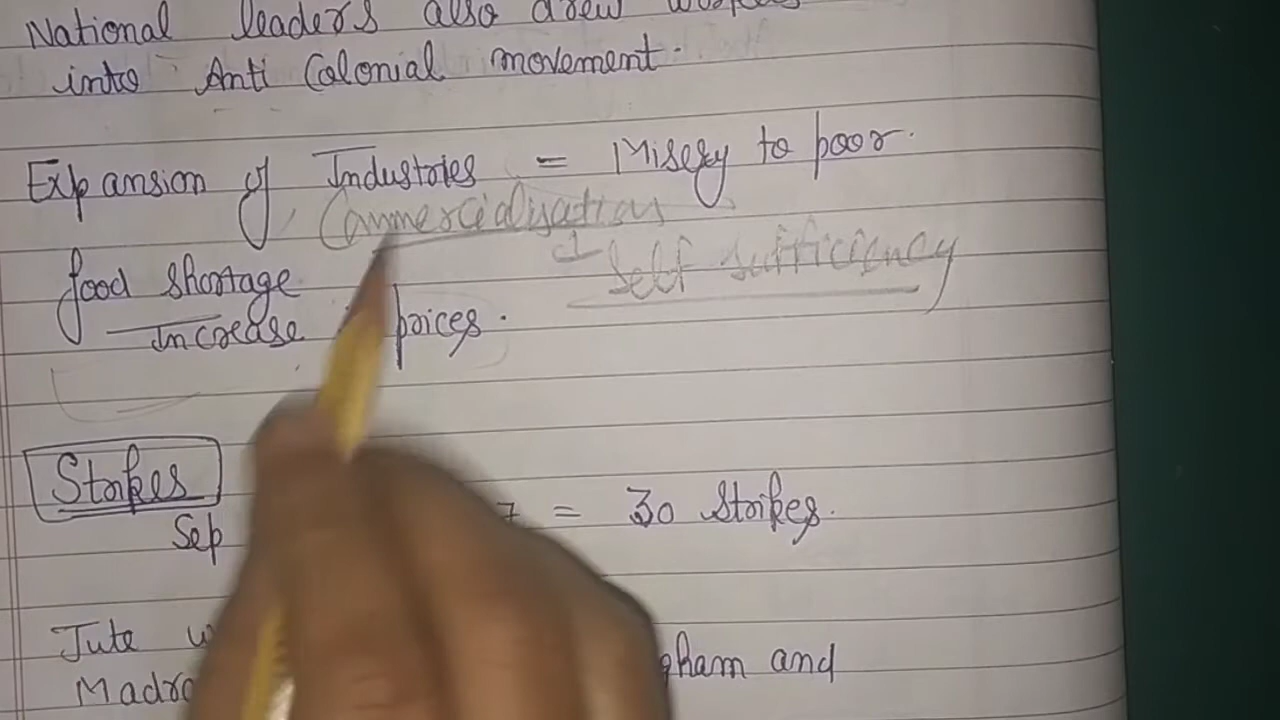 National leaders also drew workers
into Anti Colonial movement.
Expansion of Industries = Misery to poor.
Commercialisation
Self sufficiency
food shortage
Increase prices.
Strikes
Sep = 30 Strikes.
Jute
and